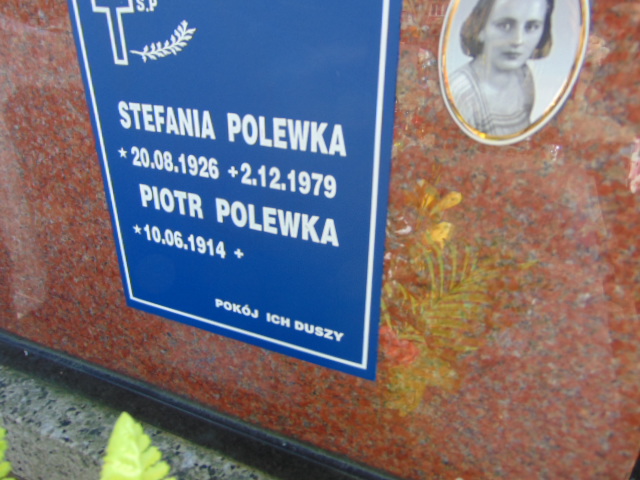 S.P
STEFANIA POLEWKA
* 20.08.1926 + 2.12.1979
PIOTR POLEWKA
* 10.06.1914 +
POKÓJ ICH DUSZY